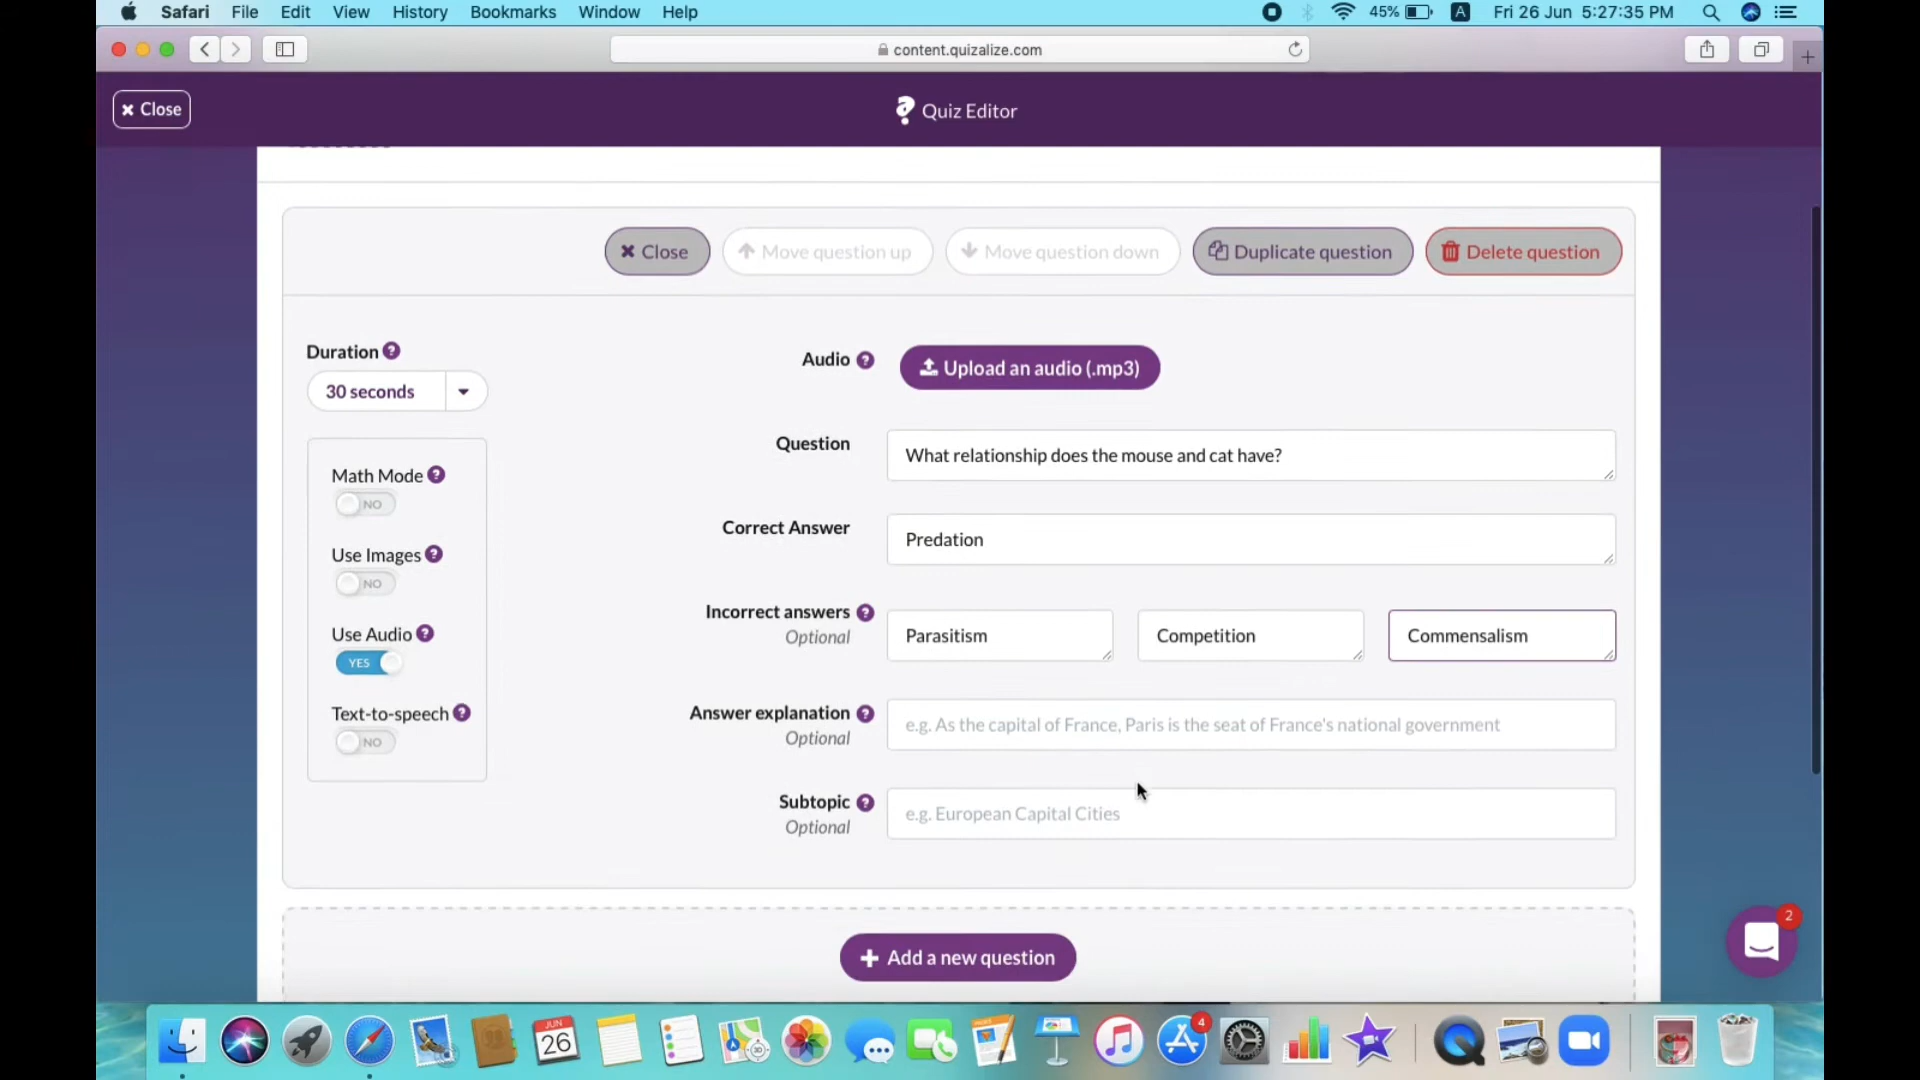 Safari File Edit View History Bookmarks Window Help 45% A Fri 26 Jun 5:27:35 PM
content.quizalize.com
Close
Quiz Editor
Close Move question up Move question down Duplicate question Delete question
Duration ?
30 seconds
Audio ? Upload an audio (.mp3)
Math Mode ?
NO
Use Images ?
NO
Use Audio ?
YES
Text-to-speech ?
NO
Question What relationship does the mouse and cat have?
Correct Answer Predation
Incorrect answers ? Parasitism Competition Commensalism
Optional
Answer explanation ? e.g. As the capital of France, Paris is the seat of France's national government
Optional
Subtopic ? e.g. European Capital Cities
Optional
+ Add a new question
2
JUN
26
4